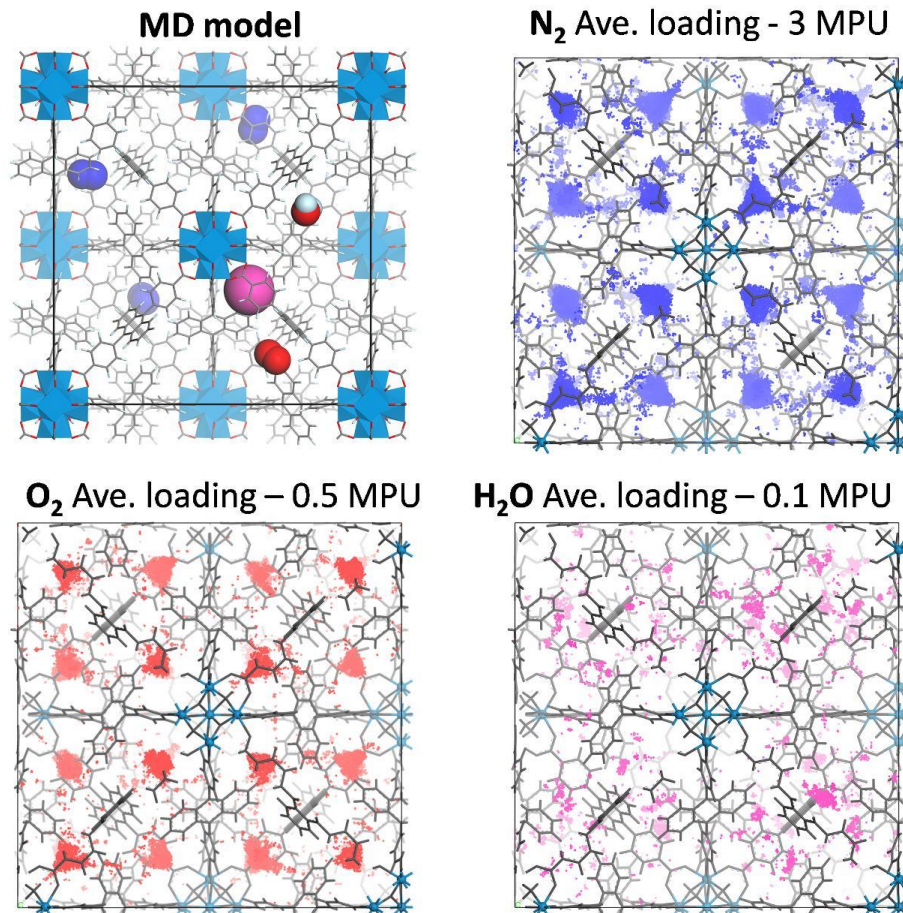 MD model
N₂ Ave. loading - 3 MPU
O₂ Ave. loading – 0.5 MPU
H₂O Ave. loading – 0.1 MPU